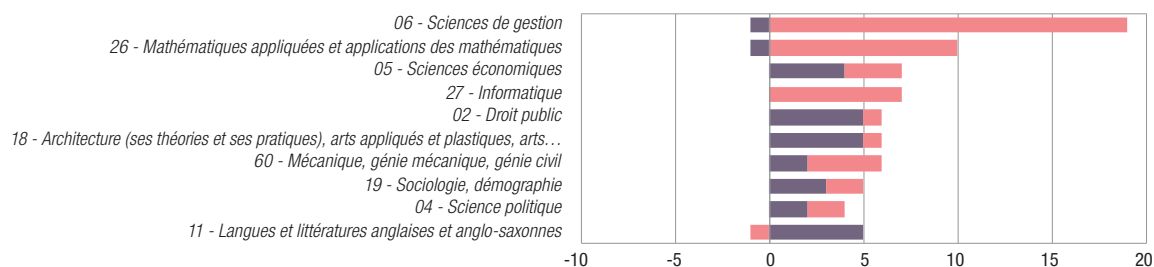 06 - Sciences de gestion
26 - Mathématiques appliquées et applications des mathématiques
05 - Sciences économiques
27 - Informatique
02 - Droit public
18 - Architecture (ses théories et ses pratiques), arts appliqués et plastiques, arts…
60 - Mécanique, génie mécanique, génie civil
19 - Sociologie, démographie
04 - Science politique
11 - Langues et littératures anglaises et anglo-saxonnes
-10 -5 0 5 10 15 20